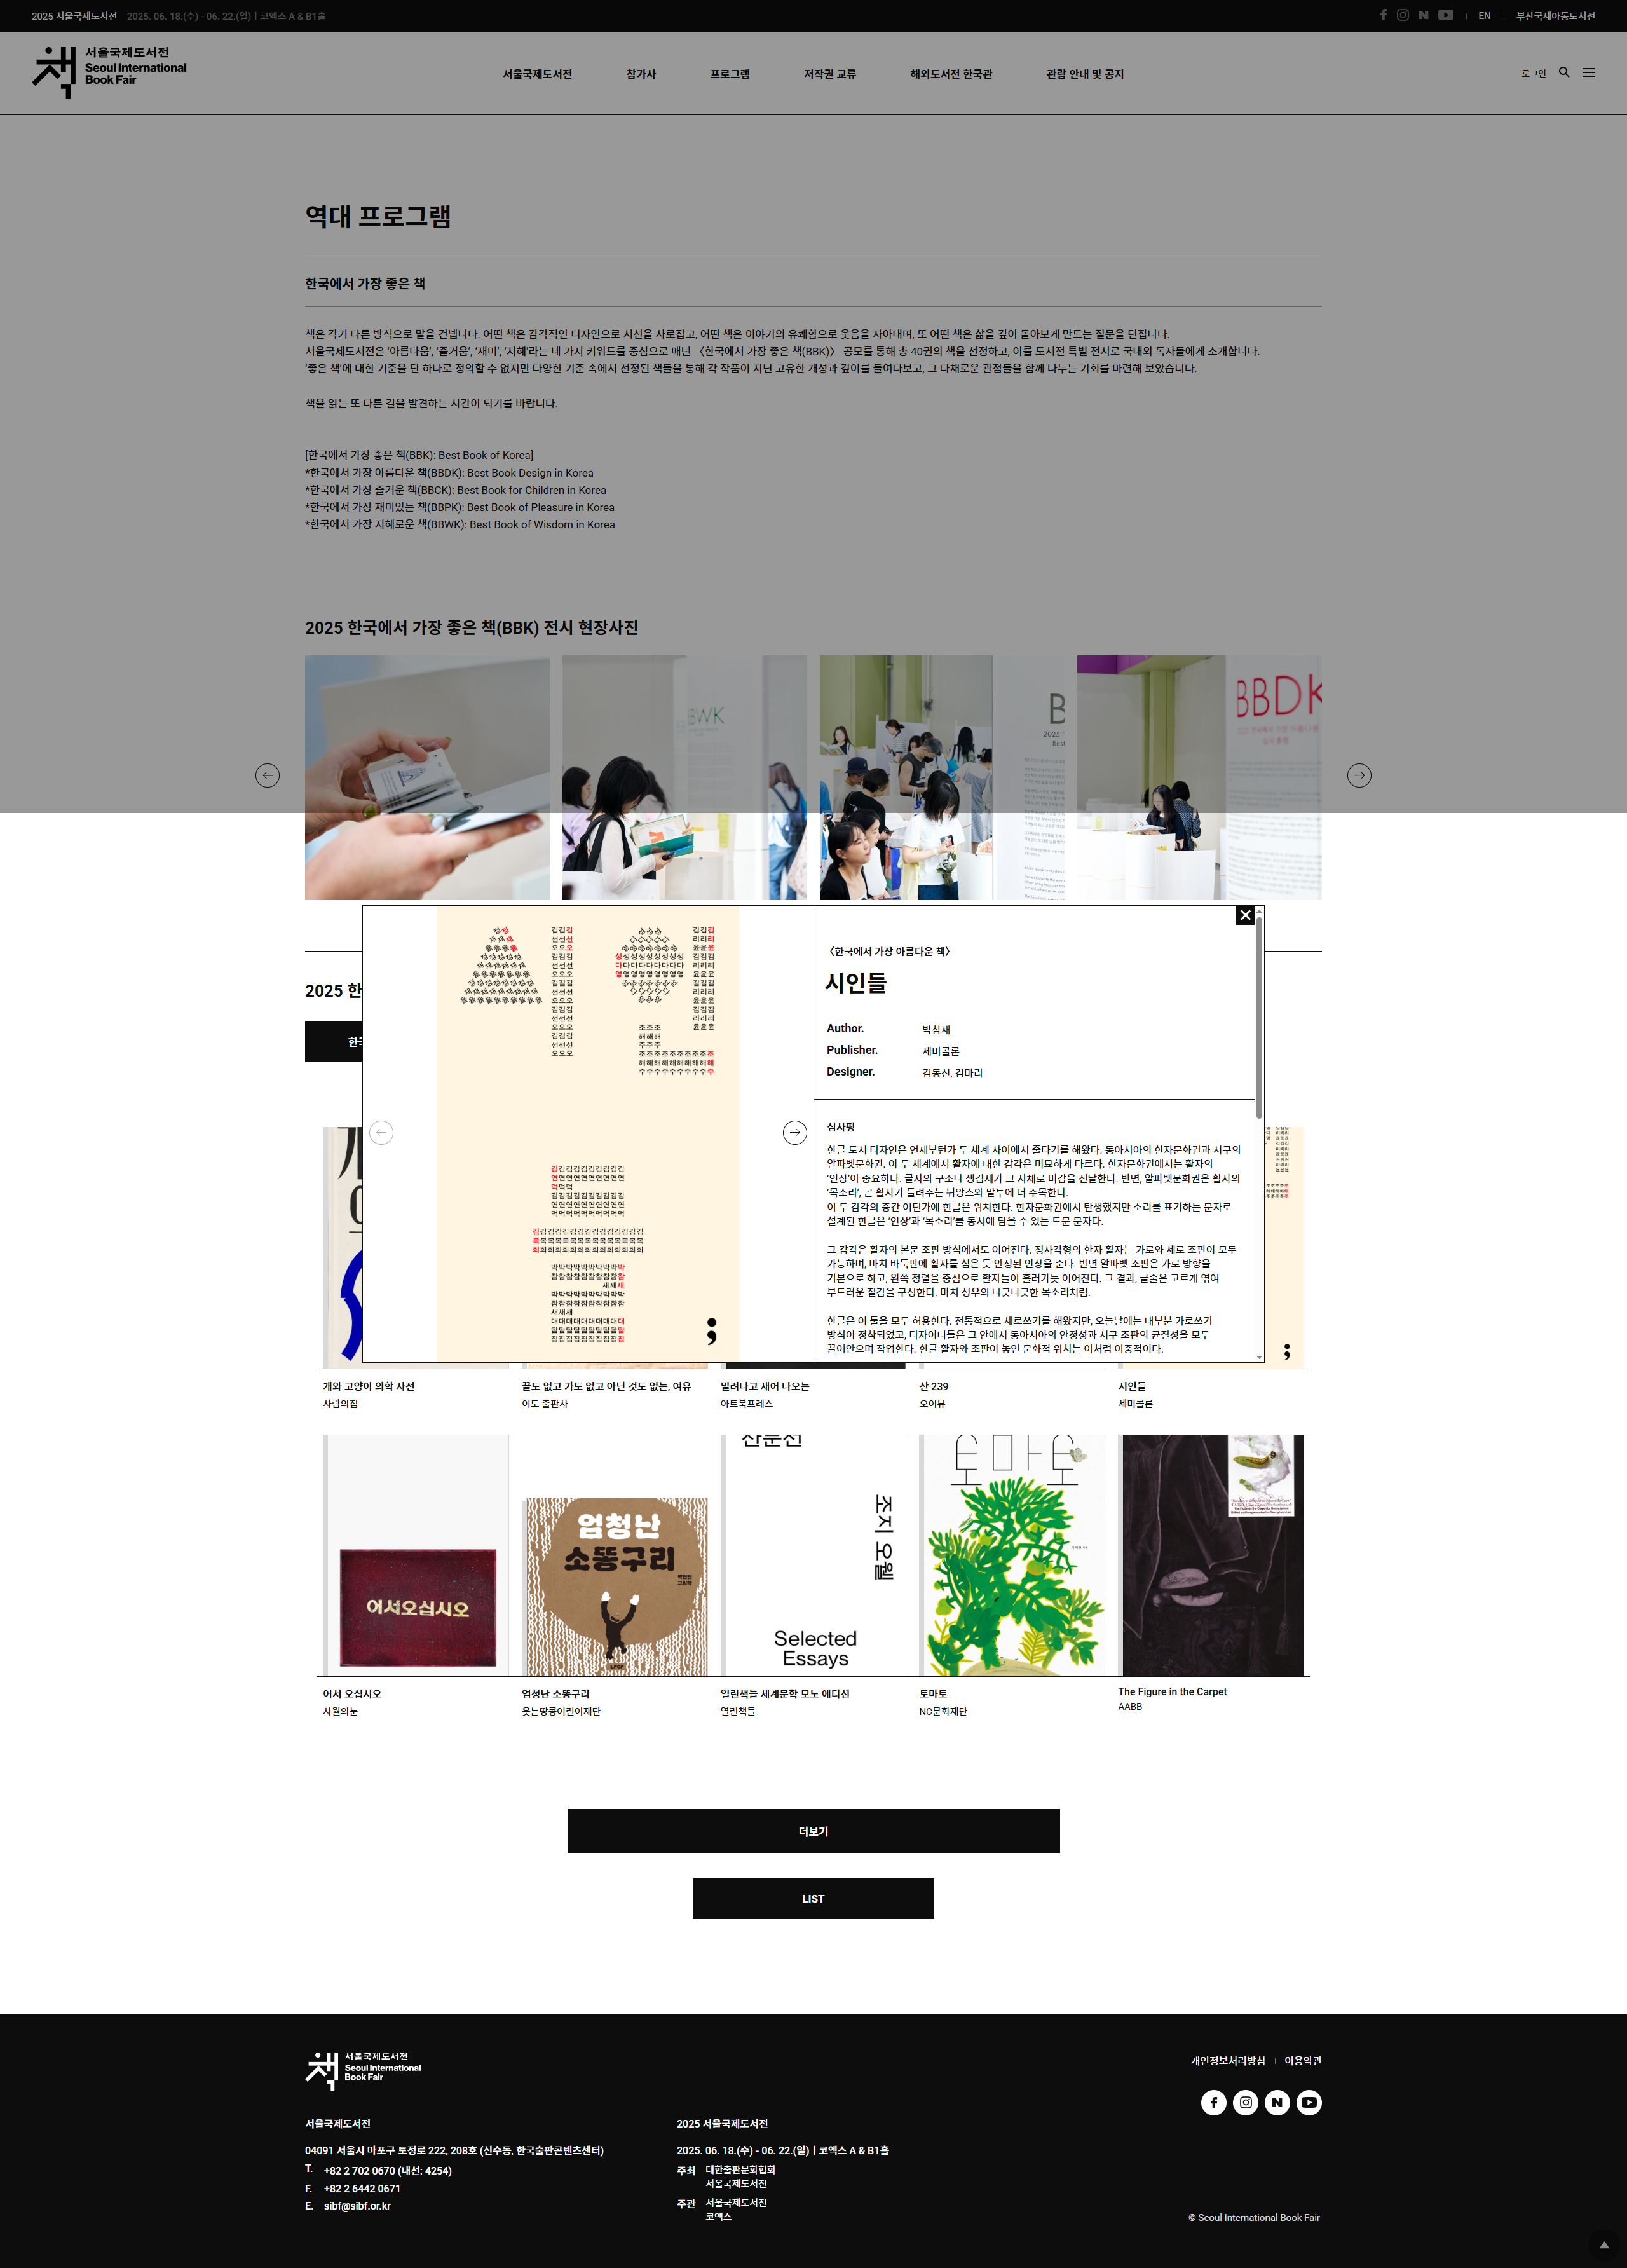 2025 서울국제도서전 2025. 06. 18.(수) - 06. 22.(일) | 코엑스 A & B1홀
EN 부산국제아동도서전
책
서울국제도서전
Seoul International
Book Fair
서울국제도서전 참가사 프로그램 저작권 교류 해외도서전 한국관 관람 안내 및 공지
로그인
역대 프로그램
한국에서 가장 좋은 책
책은 각기 다른 방식으로 말을 건넵니다. 어떤 책은 감각적인 디자인으로 시선을 사로잡고, 어떤 책은 이야기의 유쾌함으로 웃음을 자아내며, 또 어떤 책은 삶을 깊이 돌아보게 만드는 질문을 던집니다.
서울국제도서전은 ‘아름다움’, ‘즐거움’, ‘재미’, ‘지혜’라는 네 가지 키워드를 중심으로 매년 〈한국에서 가장 좋은 책(BBK)〉 공모를 통해 총 40권의 책을 선정하고, 이를 도서전 특별 전시로 국내외 독자들에게 소개합니다.
‘좋은 책’에 대한 기준을 단 하나로 정의할 수 없지만 다양한 기준 속에서 선정된 책들을 통해 각 작품이 지닌 고유한 개성과 깊이를 들여다보고, 그 다채로운 관점들을 함께 나누는 기회를 마련해 보았습니다.
책을 읽는 또 다른 길을 발견하는 시간이 되기를 바랍니다.
[한국에서 가장 좋은 책(BBK): Best Book of Korea]
*한국에서 가장 아름다운 책(BBDK): Best Book Design in Korea
*한국에서 가장 즐거운 책(BBCK): Best Book for Children in Korea
*한국에서 가장 재미있는 책(BBPK): Best Book of Pleasure in Korea
*한국에서 가장 지혜로운 책(BBWK): Best Book of Wisdom in Korea
2025 한국에서 가장 좋은 책(BBK) 전시 현장사진
BBWK
B
2025
Best
BBDK
2025 한
한국
〈한국에서 가장 아름다운 책〉
시인들
Author. 박참새
Publisher. 세미콜론
Designer. 김동신, 김마리
심사평
한글 도서 디자인은 언제부턴가 두 세계 사이에서 줄타기를 해왔다. 동아시아의 한자문화권과 서구의
알파벳문화권. 이 두 세계에서 활자에 대한 감각은 미묘하게 다르다. 한자문화권에서는 활자의
‘인상’이 중요하다. 글자의 구조나 생김새가 그 자체로 미감을 전달한다. 반면, 알파벳문화권은 활자의
‘목소리’, 곧 활자가 들려주는 뉘앙스와 말투에 더 주목한다.
이 두 감각의 중간 어딘가에 한글은 위치한다. 한자문화권에서 탄생했지만 소리를 표기하는 문자로
설계된 한글은 ‘인상’과 ‘목소리’를 동시에 담을 수 있는 드문 문자다.
그 감각은 활자의 본문 조판 방식에서도 이어진다. 정사각형의 한자 활자는 가로와 세로 조판이 모두
가능하며, 마치 바둑판에 활자를 심은 듯 안정된 인상을 준다. 반면 알파벳 조판은 가로 방향을
기본으로 하고, 왼쪽 정렬을 중심으로 활자들이 흘러가듯 이어진다. 그 결과, 글줄은 고르게 엮여
부드러운 질감을 구성한다. 마치 성우의 나긋나긋한 목소리처럼.
한글은 이 둘을 모두 허용한다. 전통적으로 세로쓰기를 해왔지만, 오늘날에는 대부분 가로쓰기
방식이 정착되었고, 디자이너들은 그 안에서 동아시아의 안정성과 서구 조판의 균질성을 모두
끌어안으며 작업한다. 한글 활자와 조판이 놓인 문화적 위치는 이처럼 이중적이다.
개와 고양이 의학 사전 끝도 없고 가도 없고 아닌 것도 없는, 여유 밀려나고 새어 나오는 산 239 시인들
사람의집 이도 출판사 아트북프레스 오이뮤 세미콜론
어서오십시오
엄청난
소똥구리
산문선
조지 오웰
Selected
Essays
토마토
어서 오십시오 엄청난 소똥구리 열린책들 세계문학 모노 에디션 토마토 The Figure in the Carpet
사월의눈 웃는땅콩어린이재단 열린책들 NC문화재단 AABB
더보기
LIST
책
서울국제도서전
Seoul International
Book Fair
개인정보처리방침 이용약관
서울국제도서전
04091 서울시 마포구 토정로 222, 208호 (신수동, 한국출판콘텐츠센터)
T. +82 2 702 0670 (내선: 4254)
F. +82 2 6442 0671
E. sibf@sibf.or.kr
2025 서울국제도서전
2025. 06. 18.(수) - 06. 22.(일) | 코엑스 A & B1홀
주최 대한출판문화협회
서울국제도서전
주관 서울국제도서전
코엑스
© Seoul International Book Fair